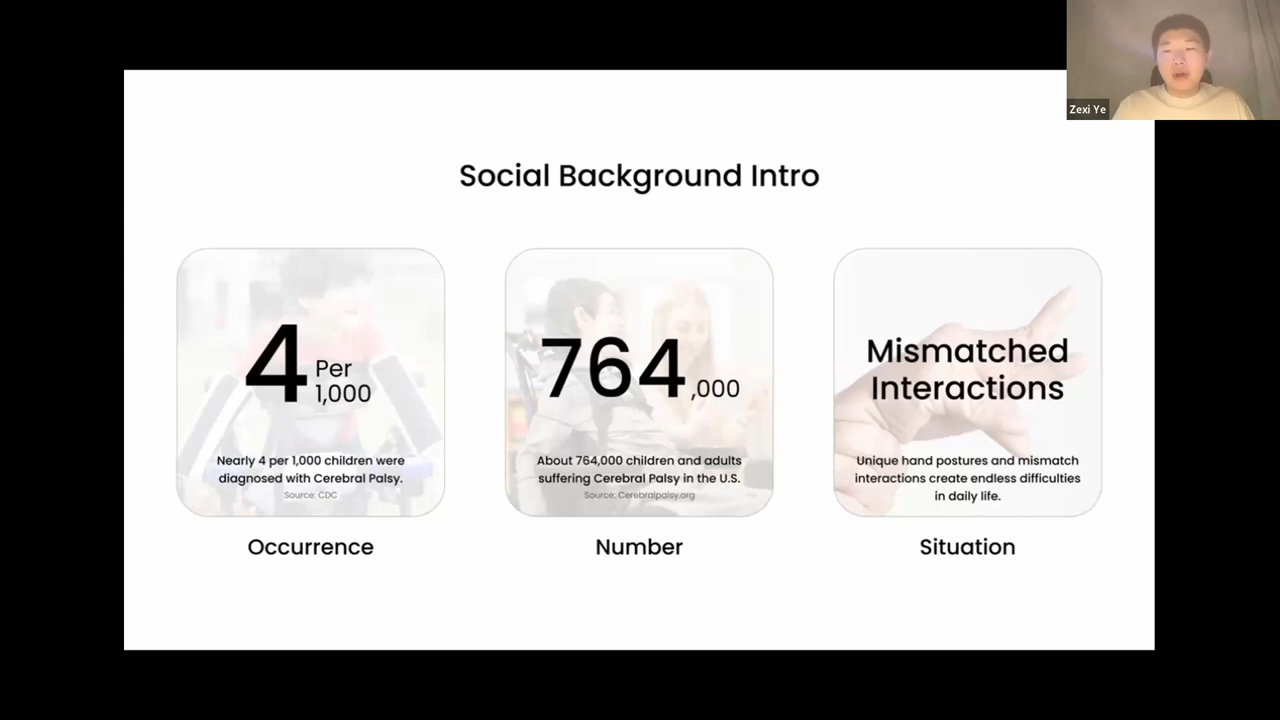 Zexi Ye
Social Background Intro
4 Per
1,000
Nearly 4 per 1,000 children were
diagnosed with Cerebral Palsy.
Source: CDC
Occurrence
764,000
About 764,000 children and adults
suffering Cerebral Palsy in the U.S.
Source: Cerebralpalsy.org
Number
Mismatched
Interactions
Unique hand postures and mismatch
interactions create endless difficulties
in daily life.
Situation